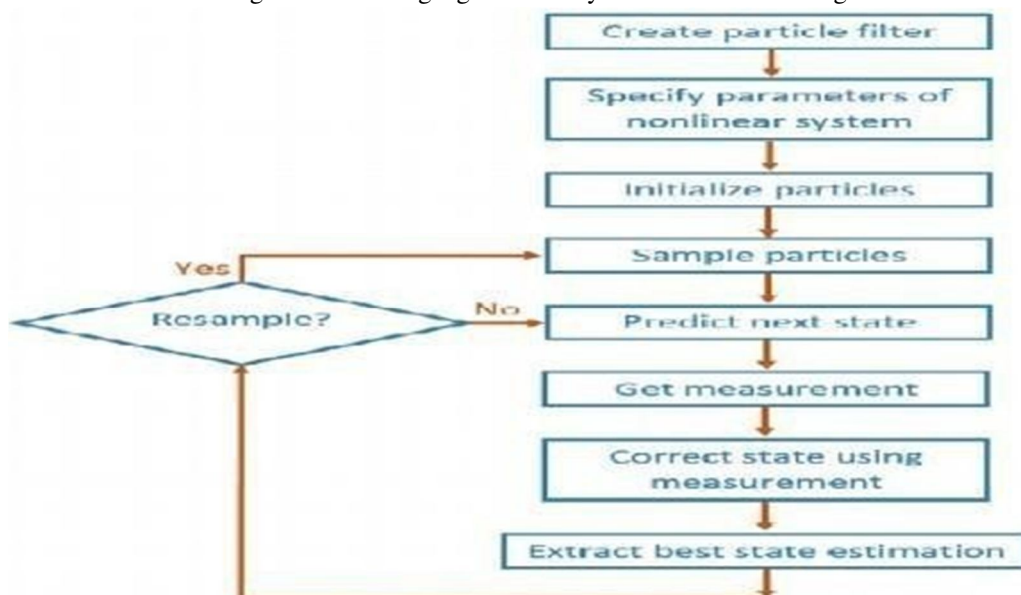 Create particle filter
Specify parameters of
nonlinear system
Initialize particles
Sample particles
Yes
Resample?
No
Predict next state
Get measurement
Correct state using
measurement
Extract best state estimation